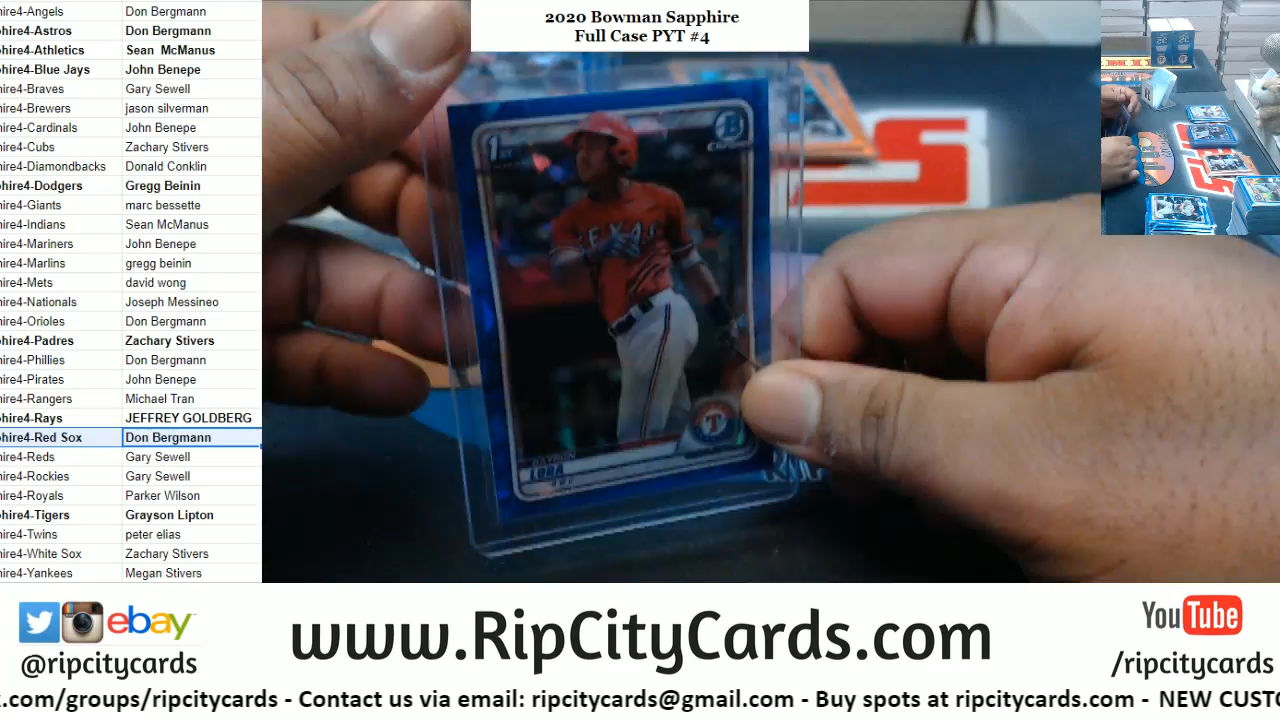 2020 Bowman Sapphire
Full Case PYT #4
hire4-Angels Don Bergmann
hire4-Astros Don Bergmann
hire4-Athletics Sean McManus
hire4-Blue Jays John Benepe
hire4-Braves Gary Sewell
hire4-Brewers jason silverman
hire4-Cardinals John Benepe
hire4-Cubs Zachary Stivers
hire4-Diamondbacks Donald Conklin
hire4-Dodgers Gregg Beinin
hire4-Giants marc bessette
hire4-Indians Sean McManus
hire4-Mariners John Benepe
hire4-Marlins gregg beinin
hire4-Mets david wong
hire4-Nationals Joseph Messineo
hire4-Orioles Don Bergmann
hire4-Padres Zachary Stivers
hire4-Phillies Don Bergmann
hire4-Pirates John Benepe
hire4-Rangers Michael Tran
hire4-Rays JEFFREY GOLDBERG
hire4-Red Sox Don Bergmann
hire4-Reds Gary Sewell
hire4-Rockies Gary Sewell
hire4-Royals Parker Wilson
hire4-Tigers Grayson Lipton
hire4-Twins peter elias
hire4-White Sox Zachary Stivers
hire4-Yankees Megan Stivers
1ST
B
TEXAS
T
LORA
ebay
@ripcitycards
www.RipCityCards.com
YouTube
/ripcitycards
k.com/groups/ripcitycards - Contact us via email: ripcitycards@gmail.com - Buy spots at ripcitycards.com - NEW CUSTO